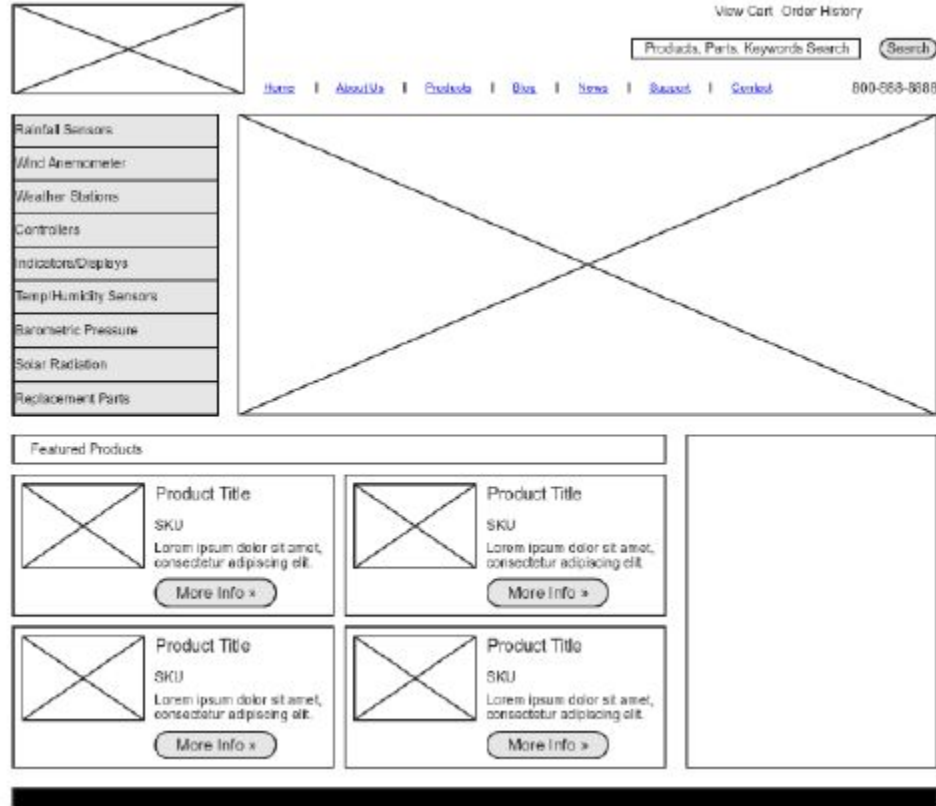 View Cart Order History
Products, Parts, Keywords Search Search
Home | About Us | Products | Blog | News | Support | Contact 800-888-8888
Rainfall Sensors
Wind Anemometer
Weather Stations
Controllers
Indicators/Displays
Temp/Humidity Sensors
Barometric Pressure
Solar Radiation
Replacement Parts
Featured Products
Product Title
SKU
Lorem ipsum dolor sit amet,
consectetur adipiscing elit.
More Info »
Product Title
SKU
Lorem ipsum dolor sit amet,
consectetur adipiscing elit.
More Info »
Product Title
SKU
Lorem ipsum dolor sit amet,
consectetur adipiscing elit.
More Info »
Product Title
SKU
Lorem ipsum dolor sit amet,
consectetur adipiscing elit.
More Info »